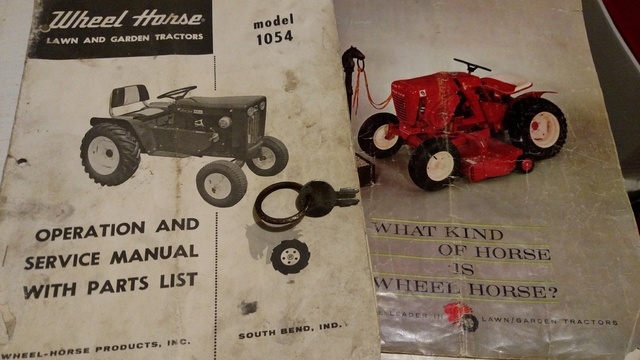 Wheel Horse
LAWN AND GARDEN TRACTORS
model
1054
OPERATION AND
SERVICE MANUAL
WITH PARTS LIST
WHEEL-HORSE PRODUCTS, INC.
SOUTH BEND, IND.
WHAT KIND
OF HORSE
IS
WHEEL HORSE?
LAWN/GARDEN TRACTORS